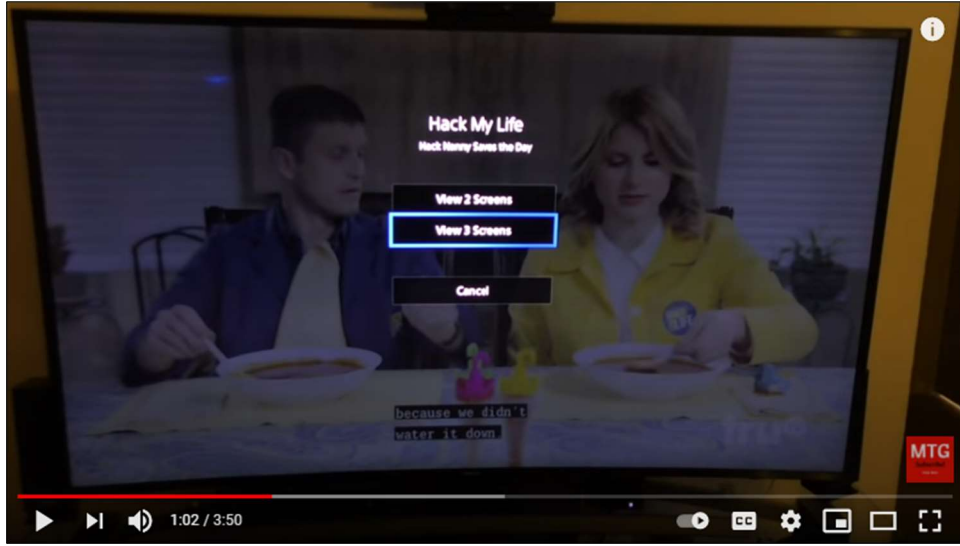 Hack My Life
Hack Nanny Saves the Day
View 2 Screens
View 3 Screens
Cancel
because we didn't
water it down
tru
MTG
1:02 / 3:50
CC